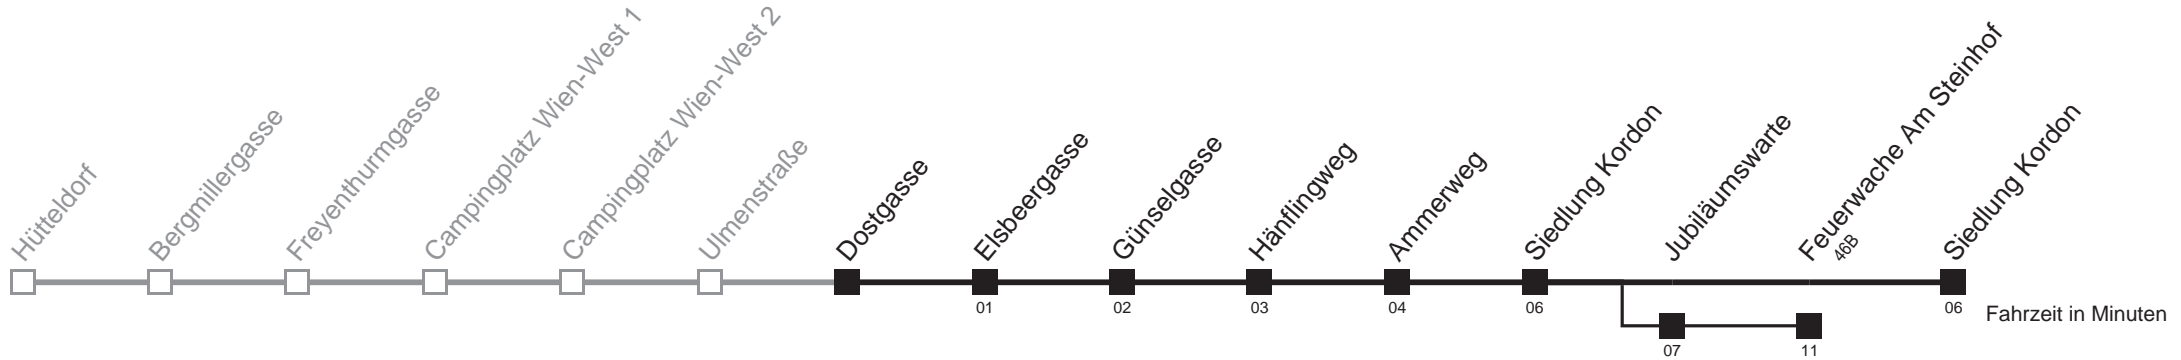 Hütteldorf
Bergmillergasse
Freyenthurmgasse
Campingplatz Wien-West 1
Campingplatz Wien-West 2
Ulmenstraße
Dostgasse
Elsbeergasse
Günselgasse
Hänflingweg
Ammerweg
Siedlung Kordon
Jubiläumswarte
Feuerwache Am Steinhof
46B
Siedlung Kordon
01
02
03
04
06
06
Fahrzeit in Minuten
07
11